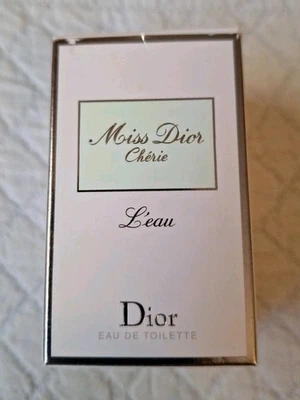 Miss Dior
Chérie
L'eau
Dior
EAU DE TOILETTE